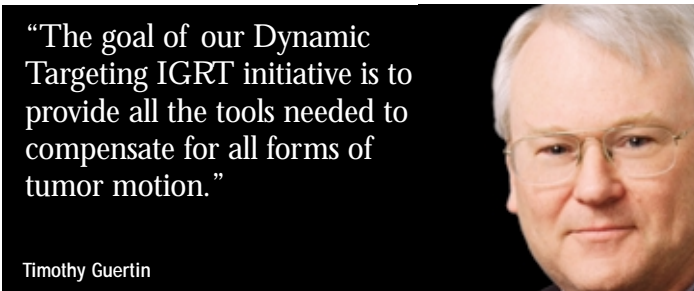 “The goal of our Dynamic
Targeting IGRT initiative is to
provide all the tools needed to
compensate for all forms of
tumor motion.”
Timothy Guertin